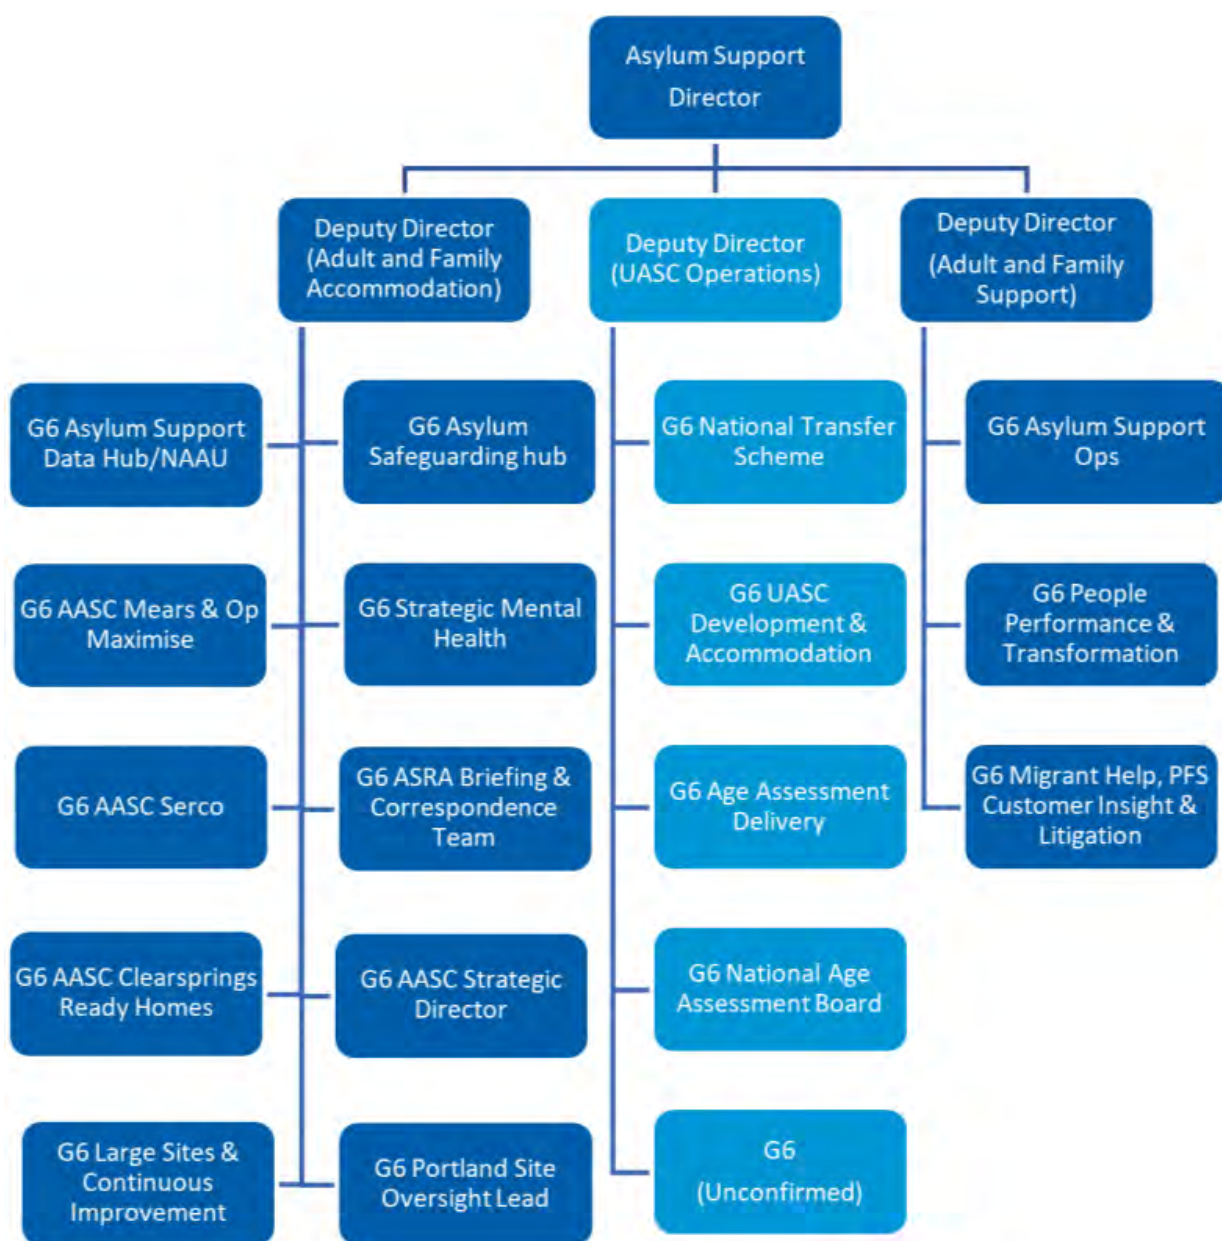 Asylum Support
Director
Deputy Director
(Adult and Family
Accommodation)
Deputy Director
(UASC Operations)
Deputy Director
(Adult and Family
Support)
G6 Asylum Support
Data Hub/NAAU
G6 Asylum
Safeguarding hub
G6 National Transfer
Scheme
G6 Asylum Support
Ops
G6 AASC Mears & Op
Maximise
G6 Strategic Mental
Health
G6 UASC
Development &
Accommodation
G6 People
Performance &
Transformation
G6 AASC Serco
G6 ASRA Briefing &
Correspondence
Team
G6 Age Assessment
Delivery
G6 Migrant Help, PFS
Customer Insight &
Litigation
G6 AASC Clearsprings
Ready Homes
G6 AASC Strategic
Director
G6 National Age
Assessment Board
G6 Large Sites &
Continuous
Improvement
G6 Portland Site
Oversight Lead
G6
(Unconfirmed)